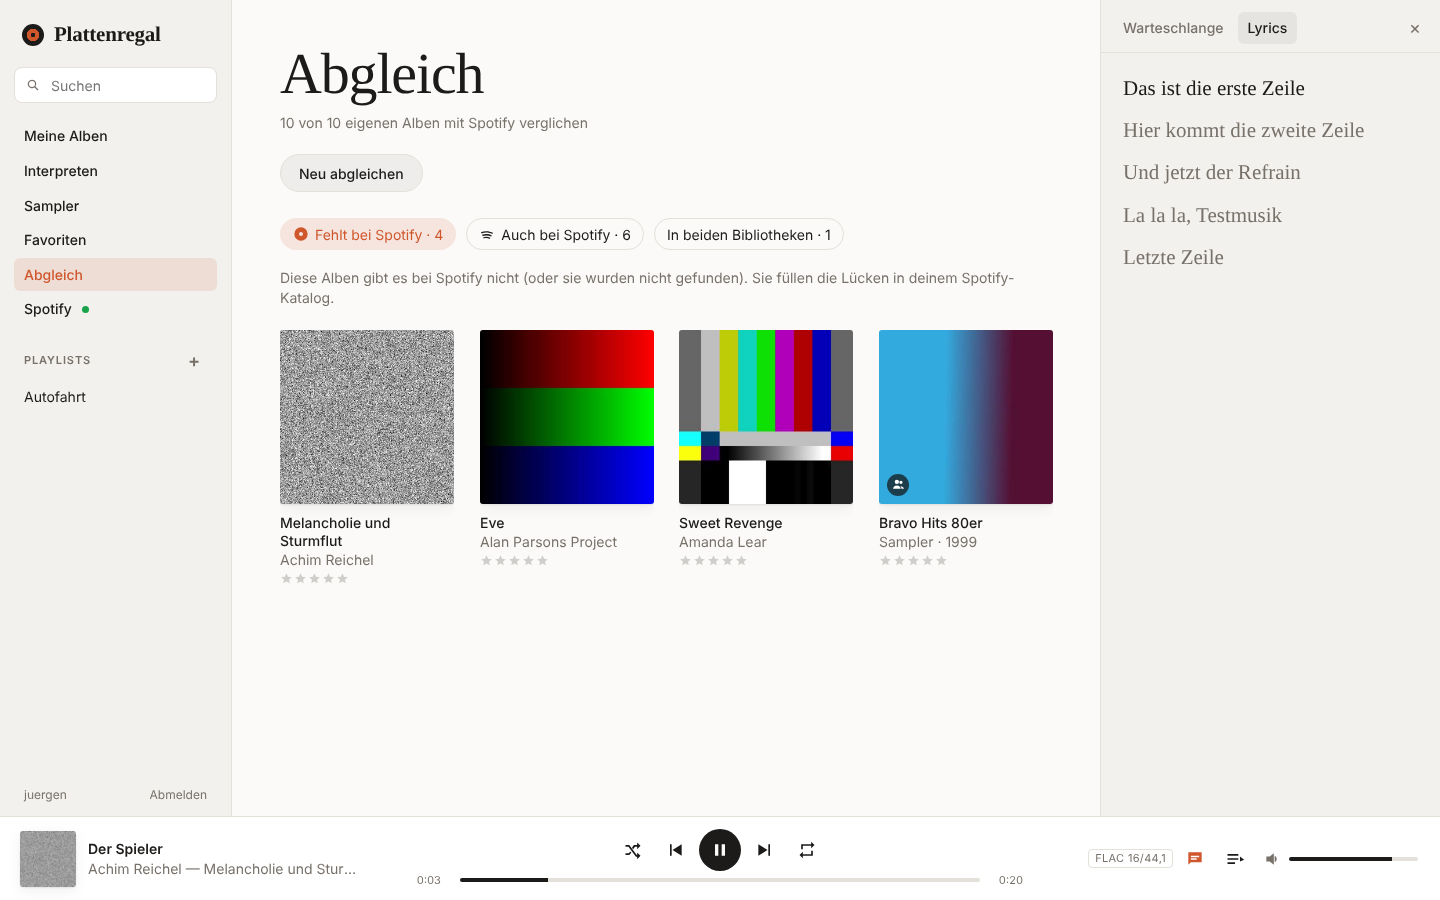 Plattenregal
Suchen
Meine Alben
Interpreten
Sampler
Favoriten
Abgleich
Spotify
PLAYLISTS +
Autofahrt
juergen Abmelden
Abgleich
10 von 10 eigenen Alben mit Spotify verglichen
Neu abgleichen
Fehlt bei Spotify · 4 Auch bei Spotify · 6 In beiden Bibliotheken · 1
Diese Alben gibt es bei Spotify nicht (oder sie wurden nicht gefunden). Sie füllen die Lücken in deinem Spotify-
Katalog.
Melancholie und
Sturmflut
Achim Reichel
Eve
Alan Parsons Project
Sweet Revenge
Amanda Lear
Bravo Hits 80er
Sampler · 1999
Warteschlange Lyrics ×
Das ist die erste Zeile
Hier kommt die zweite Zeile
Und jetzt der Refrain
La la la, Testmusik
Letzte Zeile
Der Spieler
Achim Reichel — Melancholie und Stur…
0:03 0:20
FLAC 16/44,1